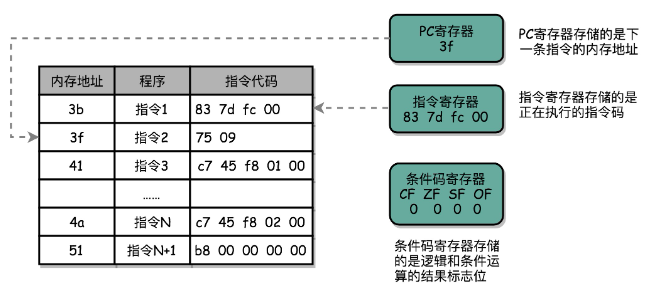 PC寄存器
3f
PC寄存器存储的是下
一条指令的内存地址
内存地址 程序 指令代码
3b 指令1 83 7d fc 00
3f 指令2 75 09
41 指令3 c7 45 f8 01 00
......
4a 指令N c7 45 f8 02 00
51 指令N+1 b8 00 00 00 00
指令寄存器
83 7d fc 00
指令寄存器存储的是
正在执行的指令码
条件码寄存器
CF ZF SF OF
0 0 0 0
条件码寄存器存储
的是逻辑和条件运
算的结果标志位